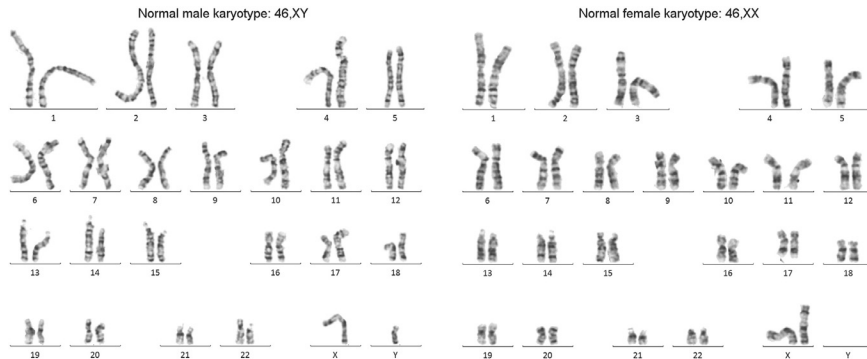 Normal male karyotype: 46,XY
1 2 3 4 5
6 7 8 9 10 11 12
13 14 15 16 17 18
19 20 21 22 X Y
Normal female karyotype: 46,XX
1 2 3 4 5
6 7 8 9 10 11 12
13 14 15 16 17 18
19 20 21 22 X Y